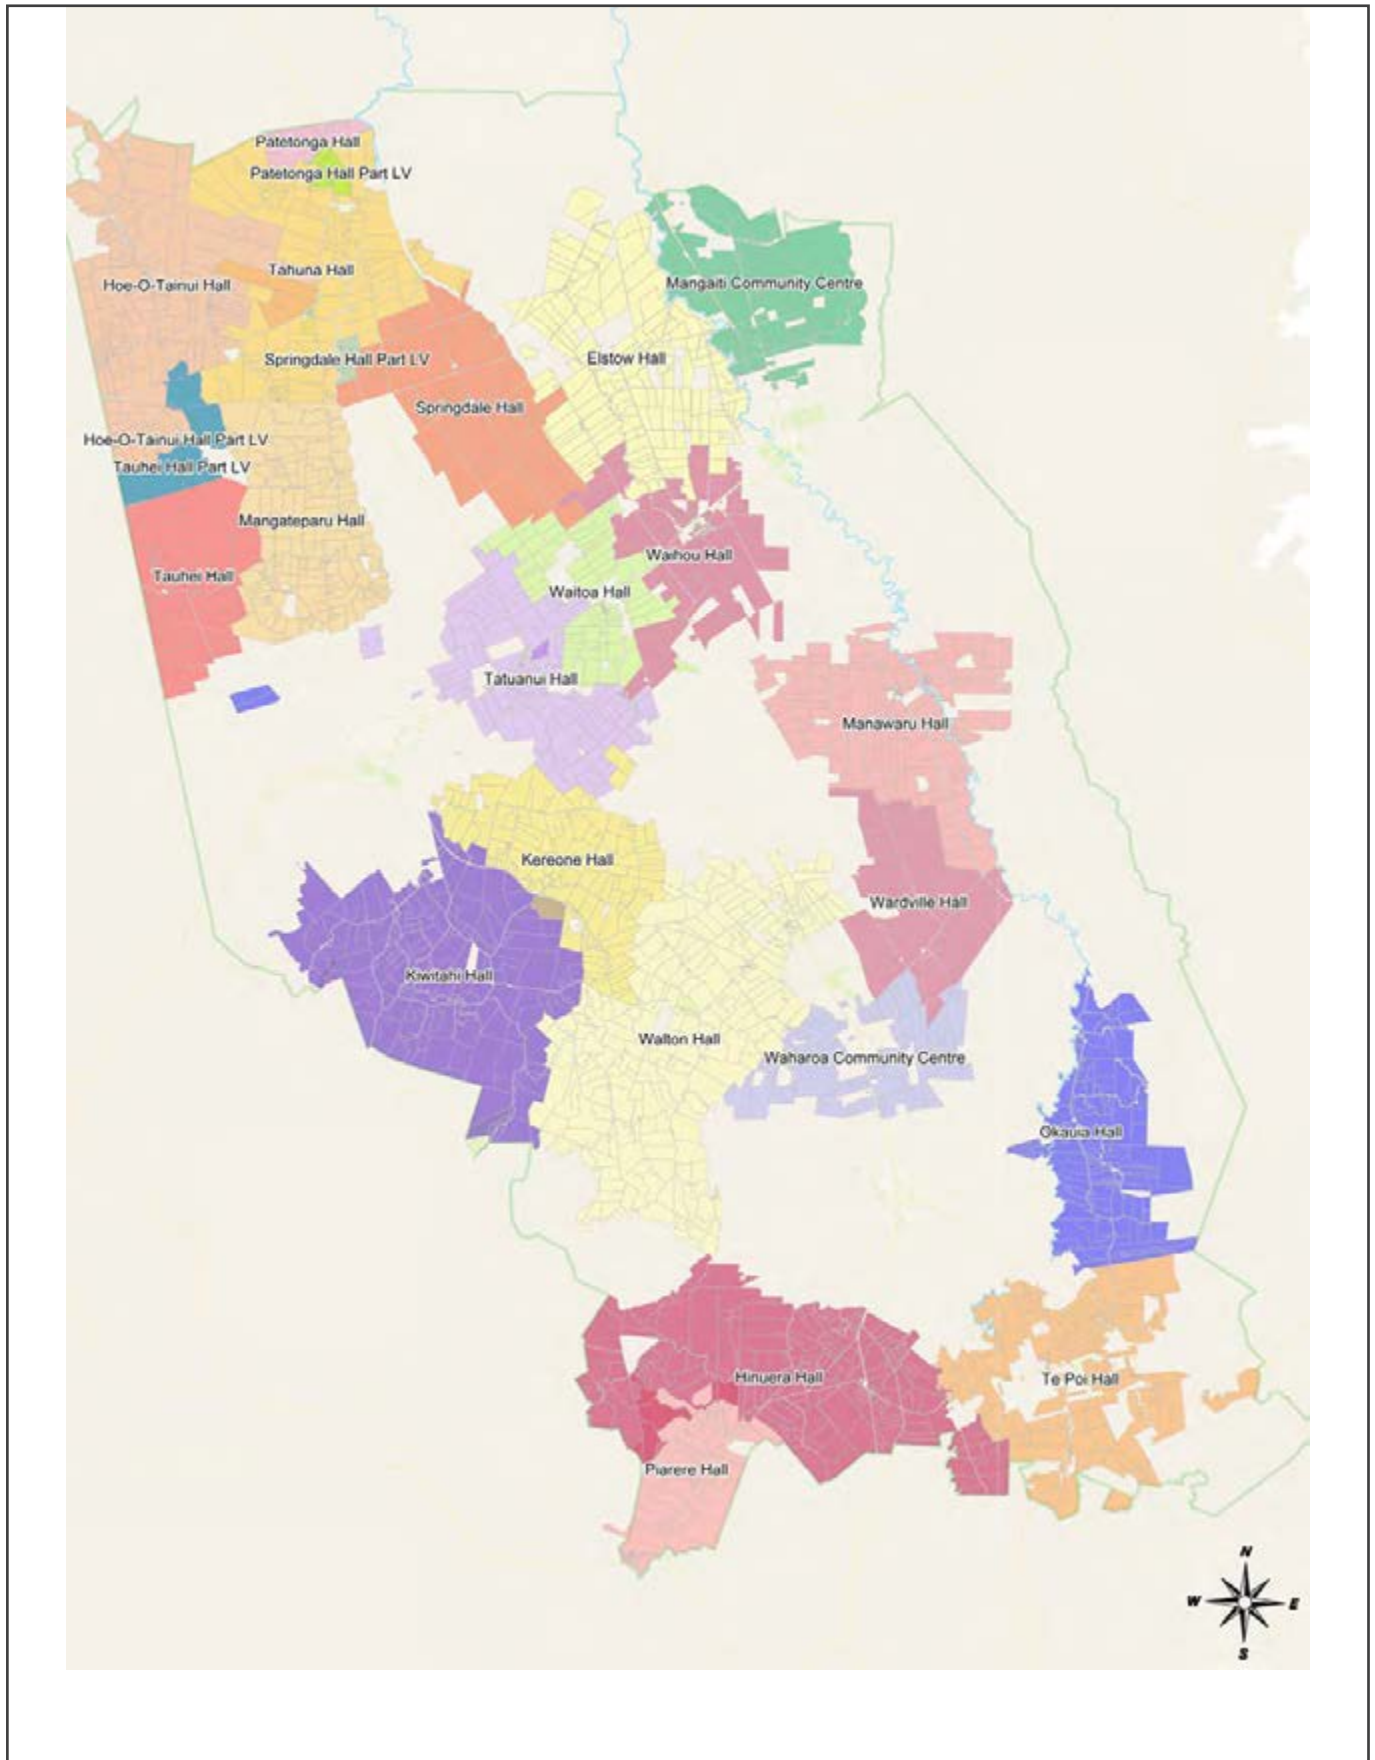 Patetonga Hall
Patetonga Hall Part LV
Tahuna Hall
Hoe-O-Tainui Hall
Mangaiti Community Centre
Springdale Hall Part LV
Elstow Hall
Springdale Hall
Hoe-O-Tainui Hall Part LV
Tauhei Hall Part LV
Mangateparu Hall
Waihou Hall
Tauhei Hall
Waitoa Hall
Tatuanui Hall
Manawaru Hall
Kereone Hall
Wardville Hall
Kiwitahi Hall
Walton Hall
Waharoa Community Centre
Okauia Hall
Hinuera Hall
Te Poi Hall
Piarere Hall
N
W E
S